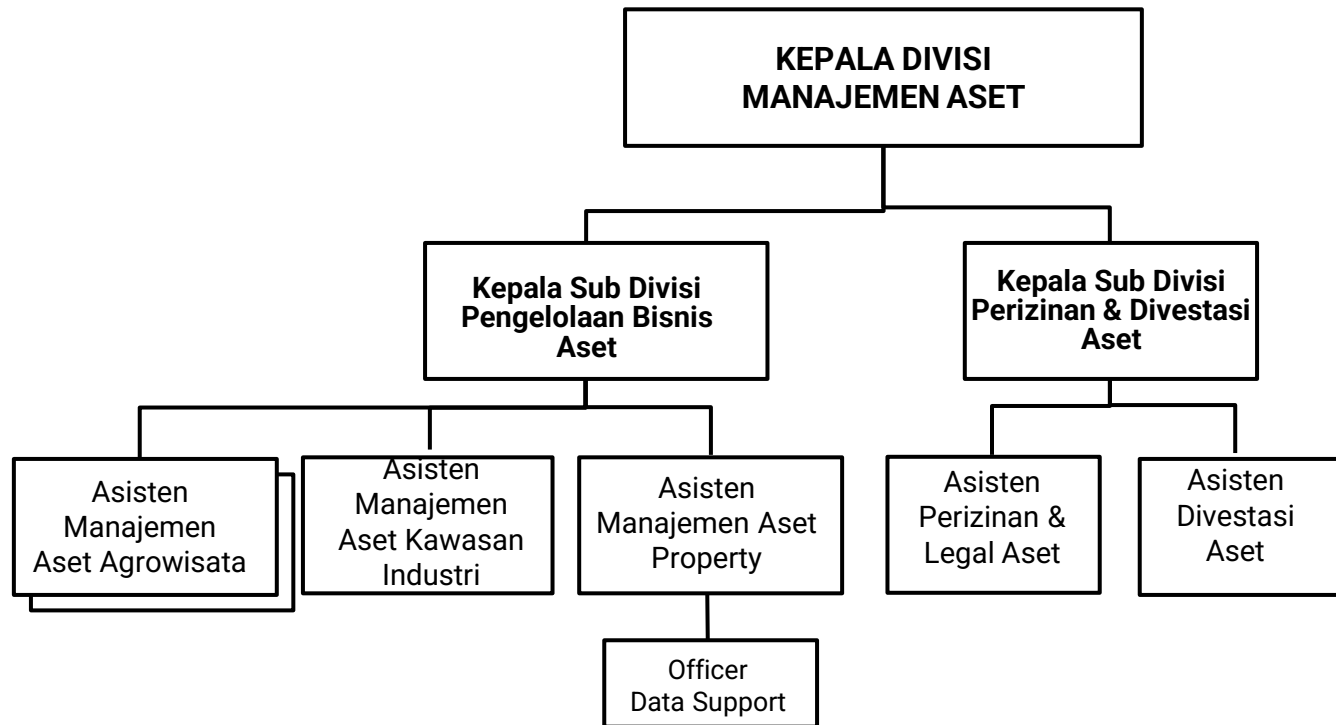 KEPALA DIVISI
MANAJEMEN ASET
Kepala Sub Divisi
Pengelolaan Bisnis
Aset
Kepala Sub Divisi
Perizinan & Divestasi
Aset
Asisten
Manajemen
Aset Agrowisata
Asisten
Manajemen
Aset Kawasan
Industri
Asisten
Manajemen Aset
Property
Asisten
Perizinan &
Legal Aset
Asisten
Divestasi
Aset
Officer
Data Support